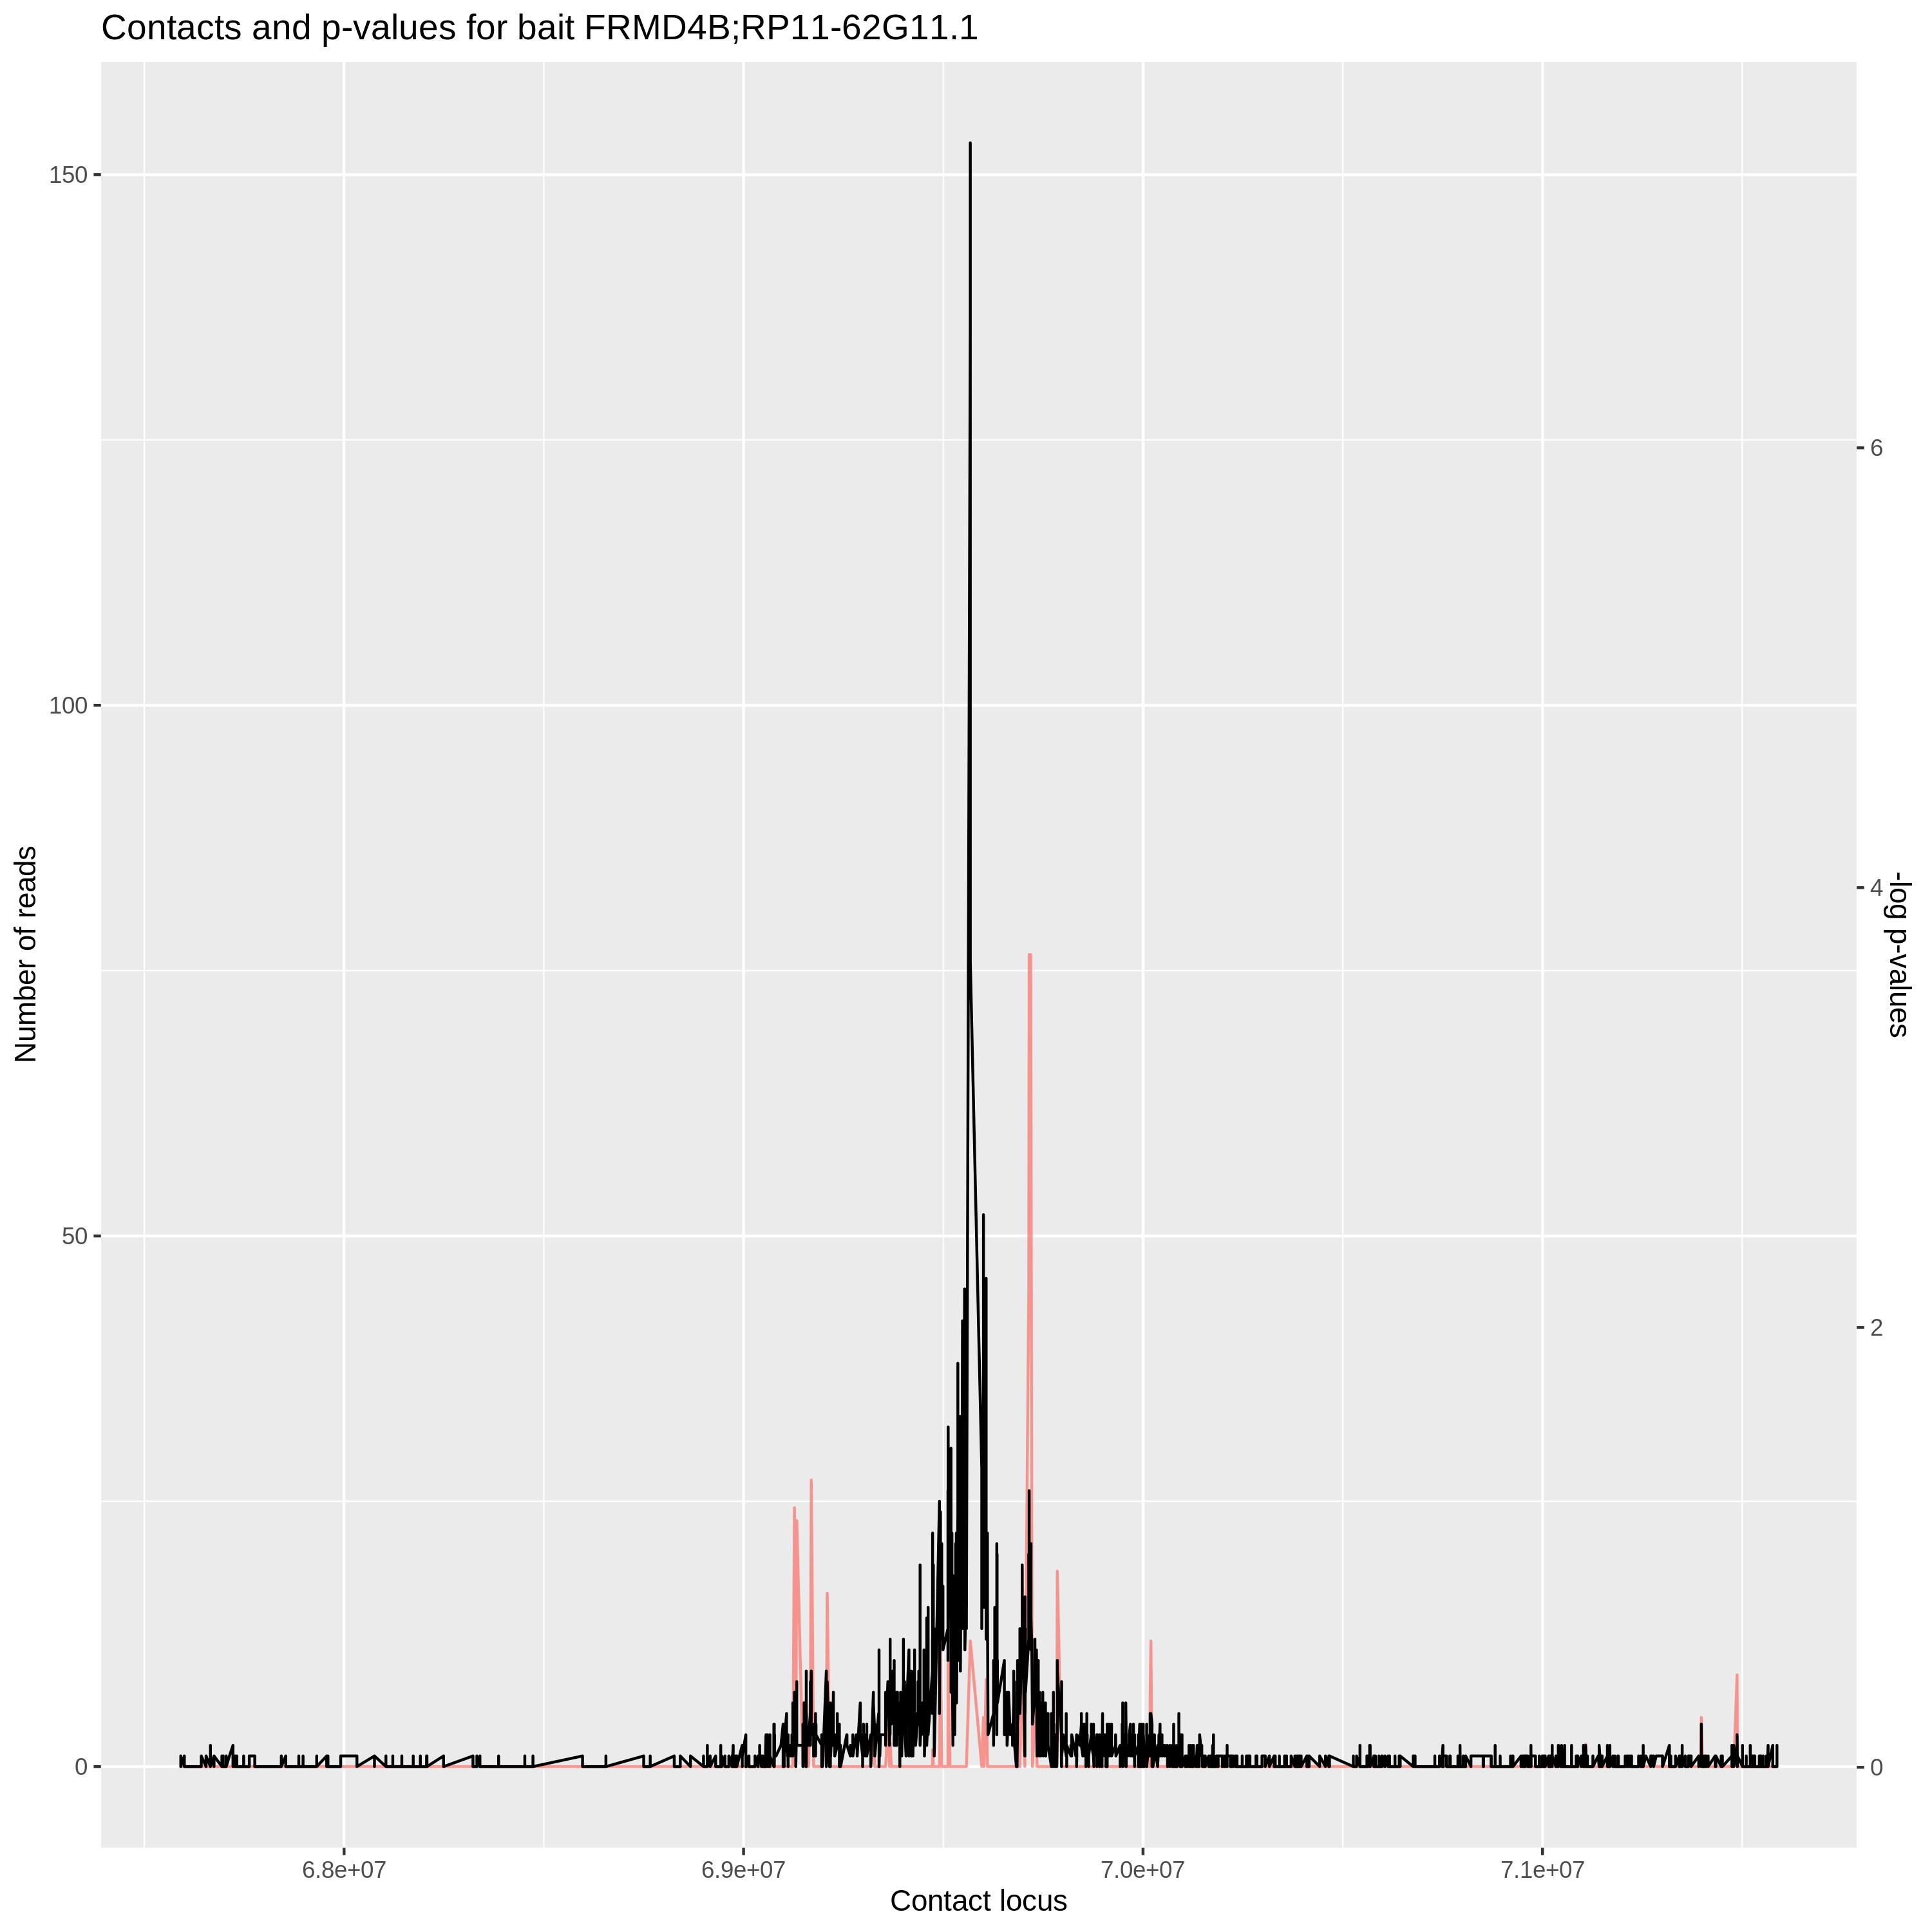 Contacts and p-values for bait FRMD4B;RP11-62G11.1
150
100
50
0
Number of reads
6
4
2
0
-log p-values
6.8e+07
6.9e+07
7.0e+07
7.1e+07
Contact locus